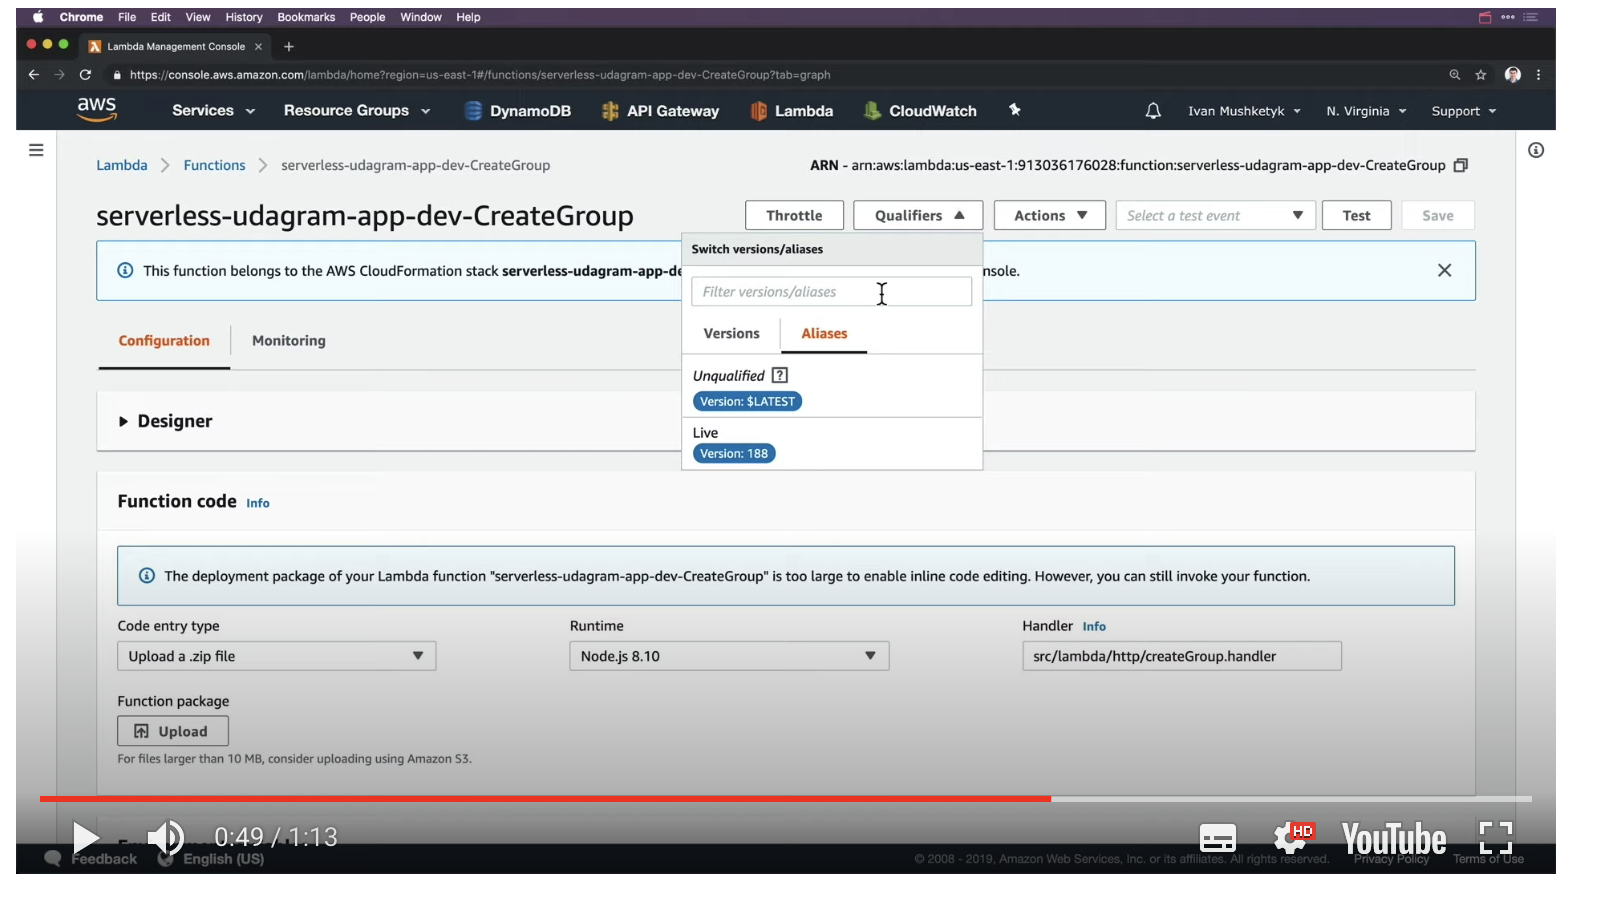 Chrome File Edit View History Bookmarks People Window Help
Lambda Management Console
https://console.aws.amazon.com/lambda/home?region=us-east-1#/functions/serverless-udagram-app-dev-CreateGroup?tab=graph
aws Services Resource Groups DynamoDB API Gateway Lambda CloudWatch Ivan Mushketyk N. Virginia Support
Lambda Functions serverless-udagram-app-dev-CreateGroup ARN - arn:aws:lambda:us-east-1:913036176028:function:serverless-udagram-app-dev-CreateGroup
serverless-udagram-app-dev-CreateGroup Throttle Qualifiers Actions Select a test event Test Save
Switch versions/aliases
This function belongs to the AWS CloudFormation stack serverless-udagram-app-de nsole.
Filter versions/aliases
Versions Aliases
Configuration Monitoring
Unqualified [?]
Version: $LATEST
Designer
Live
Version: 188
Function code Info
The deployment package of your Lambda function "serverless-udagram-app-dev-CreateGroup" is too large to enable inline code editing. However, you can still invoke your function.
Code entry type Runtime Handler Info
Upload a .zip file Node.js 8.10 src/lambda/http/createGroup.handler
Function package
Upload
For files larger than 10 MB, consider uploading using Amazon S3.
0:49 / 1:13 HD YouTube
Feedback English (US) © 2008 - 2019, Amazon Web Services, Inc. or its affiliates. All rights reserved. Privacy Policy Terms of Use